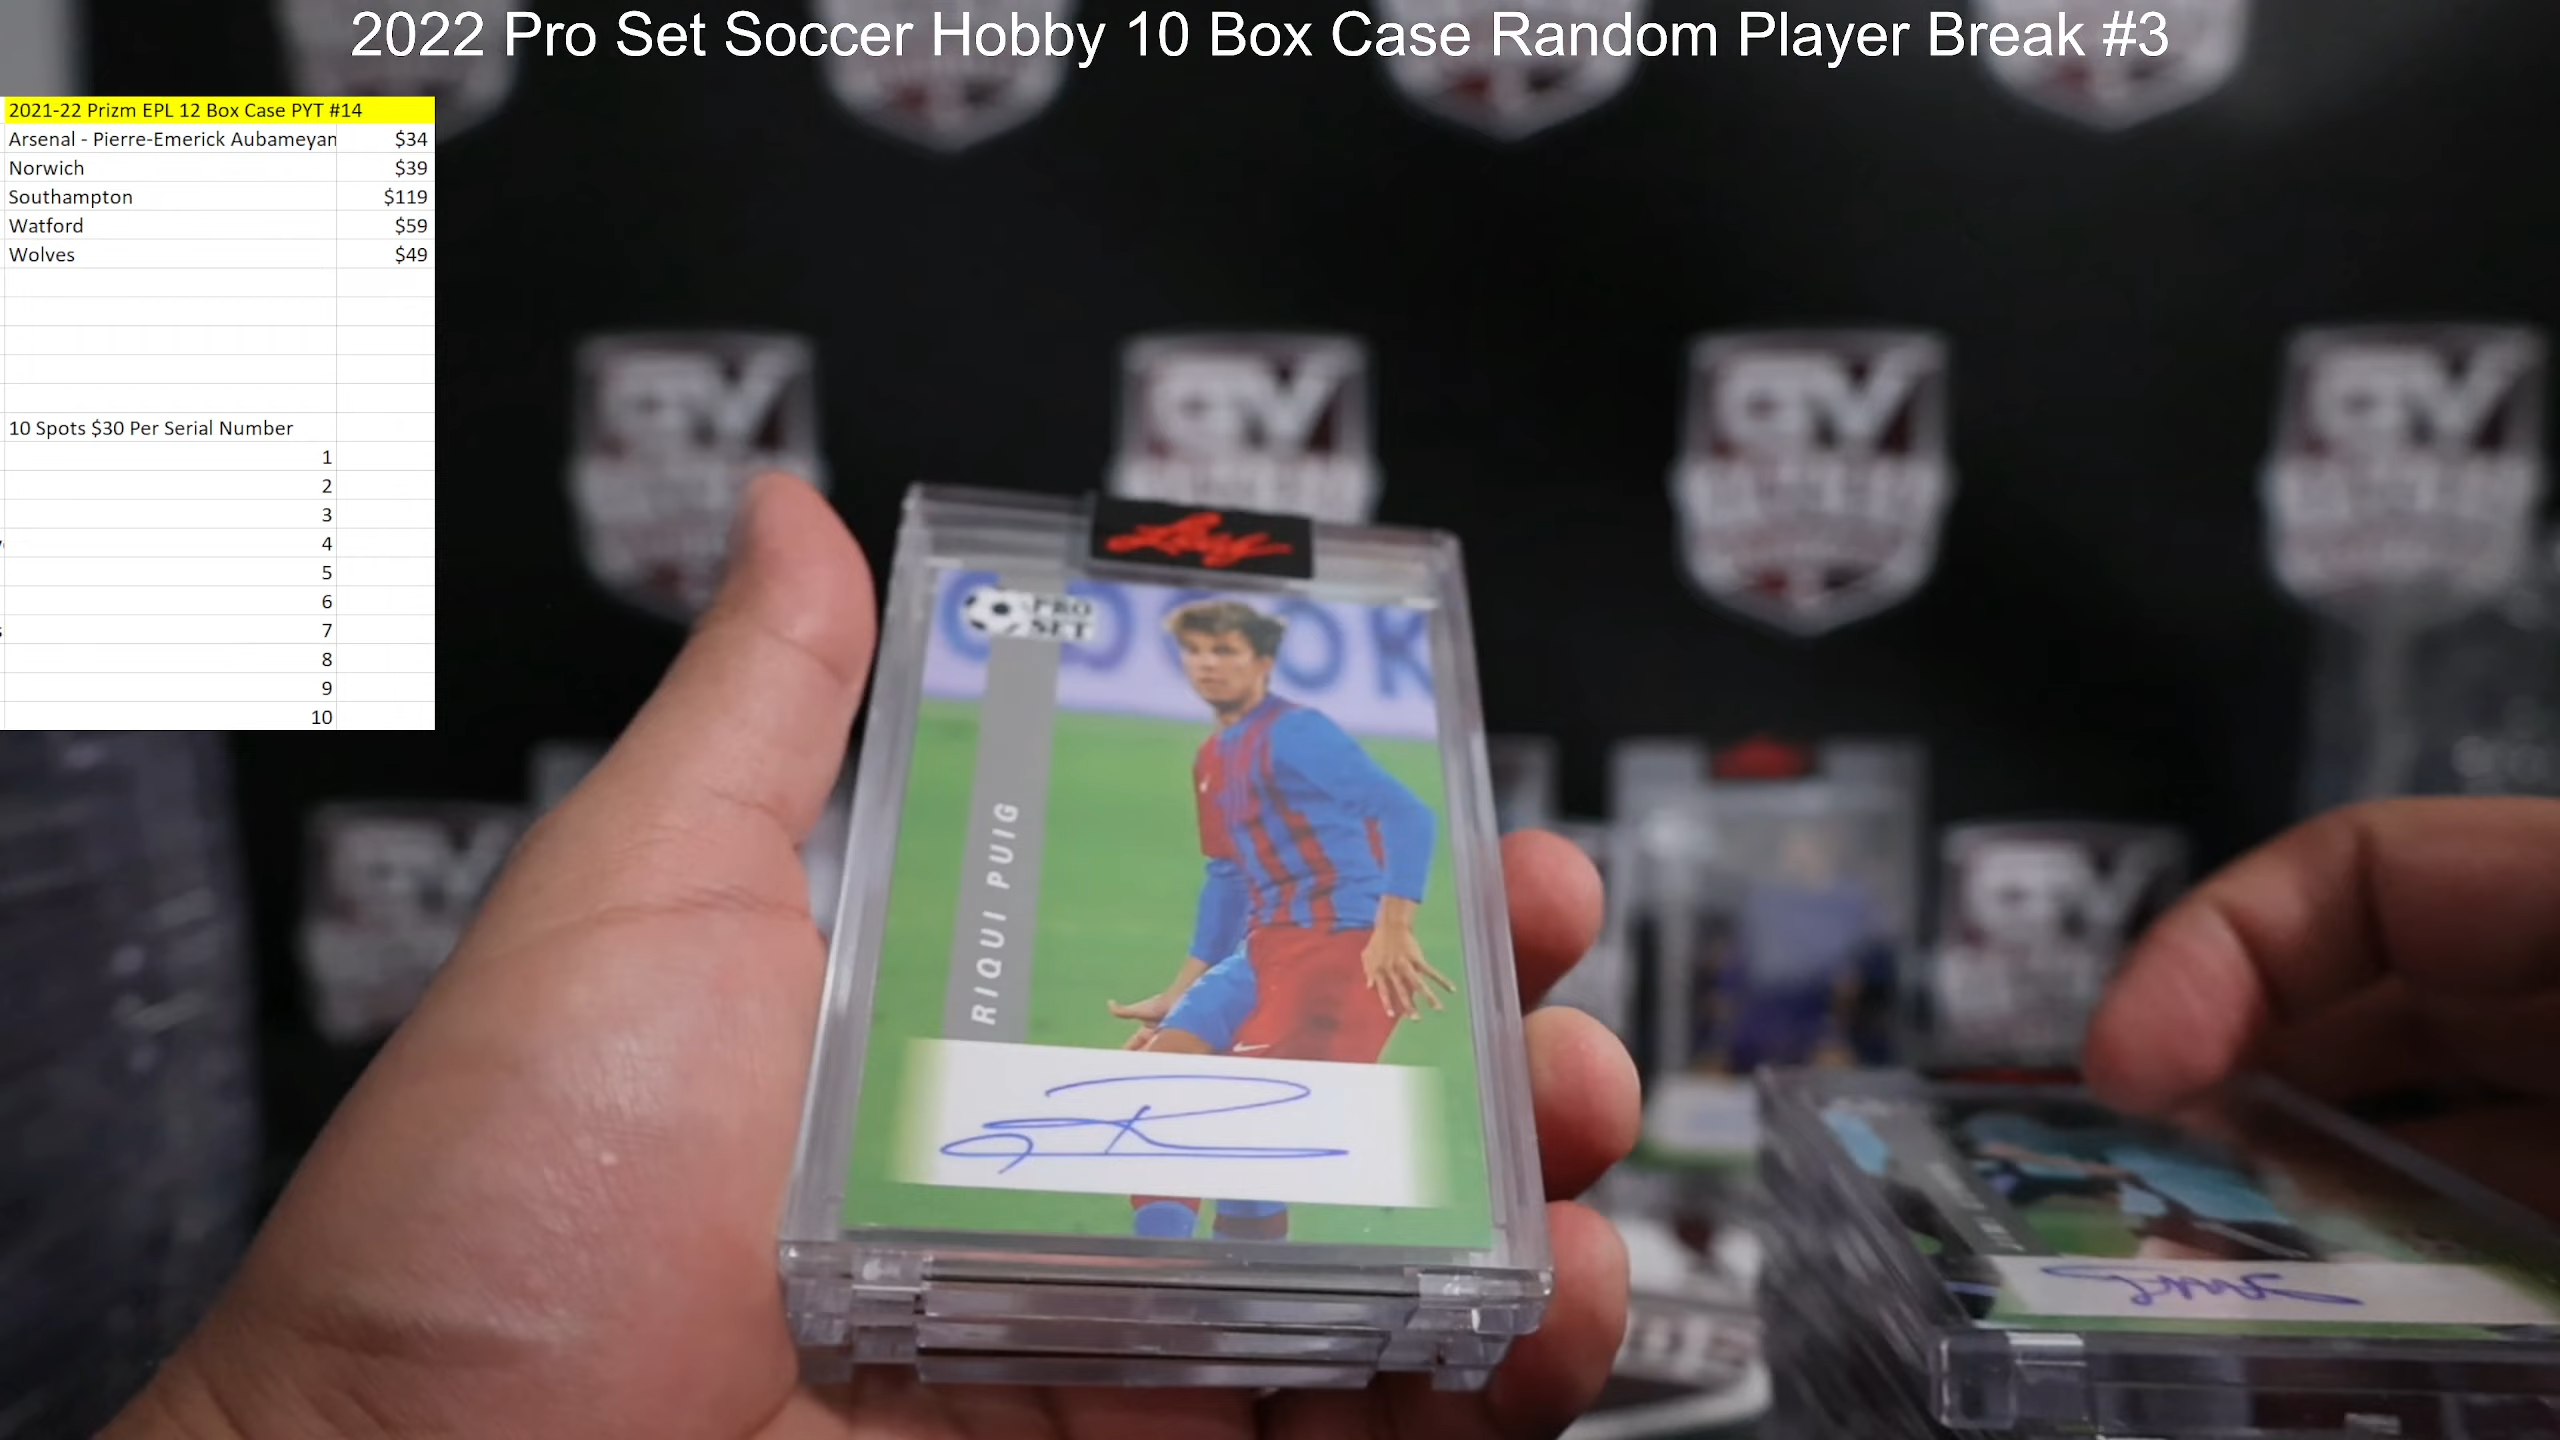 2022 Pro Set Soccer Hobby 10 Box Case Random Player Break #3
2021-22 Prizm EPL 12 Box Case PYT #14
Arsenal - Pierre-Emerick Aubameyan $34
Norwich $39
Southampton $119
Watford $59
Wolves $49
10 Spots $30 Per Serial Number
1
2
3
4
5
6
7
8
9
10
Leaf
PRO
SET
RIQUI PUIG